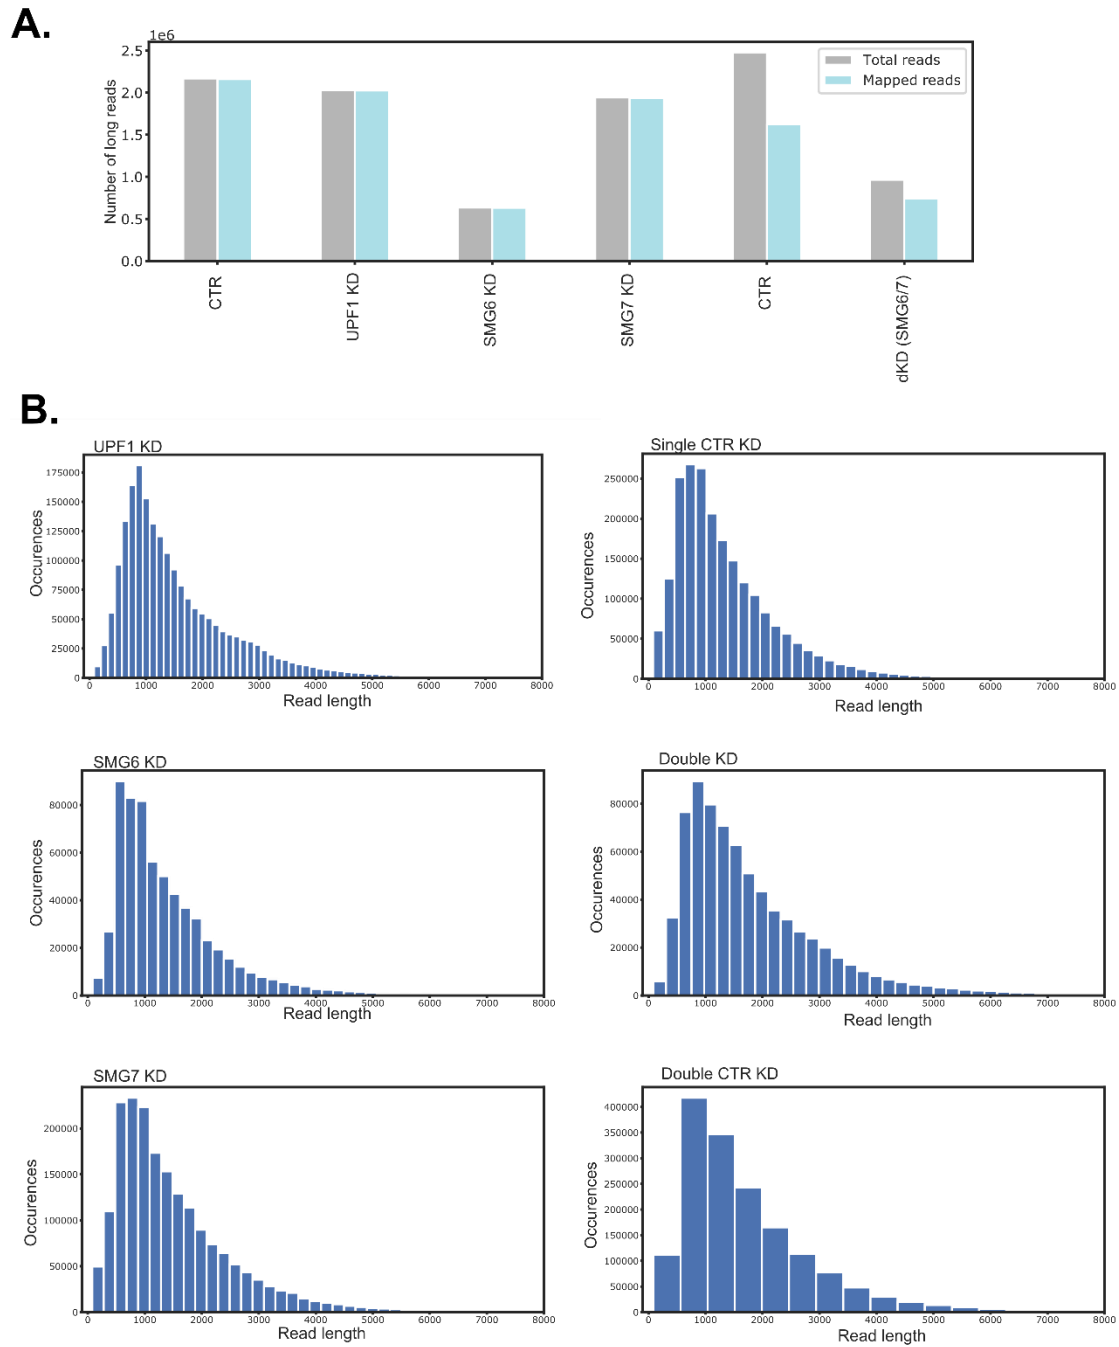 A.
1e6
Number of long reads
2.5
2.0
1.5
1.0
0.5
0.0
Total reads
Mapped reads
CTR
UPF1 KD
SMG6 KD
SMG7 KD
CTR
dKD (SMG6/7)
B.
UPF1 KD
Occurences
175000
150000
125000
100000
75000
50000
25000
0
0 1000 2000 3000 4000 5000 6000 7000 8000
Read length
Single CTR KD
Occurences
250000
200000
150000
100000
50000
0
0 1000 2000 3000 4000 5000 6000 7000 8000
Read length
SMG6 KD
Occurences
80000
60000
40000
20000
0
0 1000 2000 3000 4000 5000 6000 7000 8000
Read length
Double KD
Occurences
80000
60000
40000
20000
0
0 1000 2000 3000 4000 5000 6000 7000 8000
Read length
SMG7 KD
Occurences
200000
150000
100000
50000
0
0 1000 2000 3000 4000 5000 6000 7000 8000
Read length
Double CTR KD
Occurences
400000
350000
300000
250000
200000
150000
100000
50000
0
0 1000 2000 3000 4000 5000 6000 7000 8000
Read length